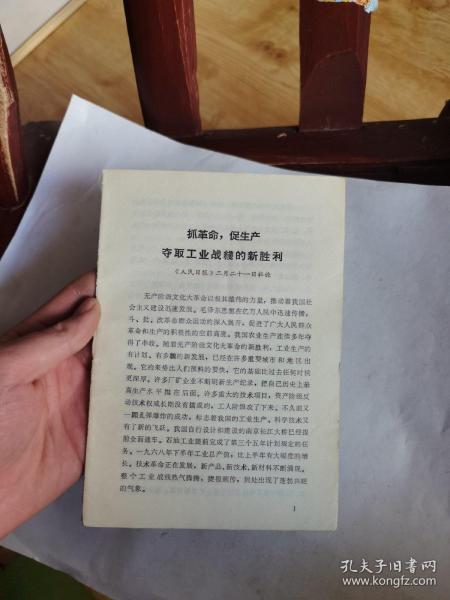 抓革命，促生产
夺取工业战线的新胜利
《人民日报》二月二十一日社论
无产阶级文化大革命以极其雄伟的力量，推动着我国社
会主义建设迅速发展。毛泽东思想在亿万人民中迅速传播，
斗、批、改革命群众运动的深入展开，促进了广大人民群众
革命和生产的积极性的空前高涨。我国农业生产连续多年夺
得了丰收。随着无产阶级文化大革命的新胜利，工业生产的
有计划、有步骤的新发展，已经在许多重要城市和地区出
现。它的来势比人们预料的要快，它的基础比过去任何时候
更深厚。许多厂矿企业不断刷新生产纪录，把自己历史上最
高生产水平抛在后面。许多重大的技术项目，资产阶级反
动技术权威长期没有搞成的，工人阶级攻了下来。不久前又
一颗氢弹爆炸的成功，标志着我国的工业生产、科学技术又
有了新的飞跃。我国自行设计和建设的南京长江大桥已经提
前全面通车。石油工业提前完成了第三个五年计划规定的任
务。一九六八年下半年工业总产值，比上半年有大幅度的增
长。技术革命正在发展，新产品、新技术、新材料不断涌现。
整个工业战线热气腾腾，捷报频传，到处出现了蓬勃兴旺
的气象。
1
孔夫子旧书网
www.kongfz.com